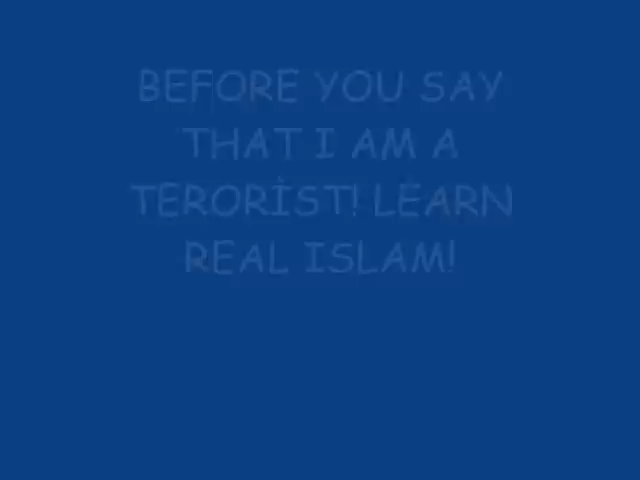 BEFORE YOU SAY
THAT I AM A
TERORİST! LEARN
REAL ISLAM!